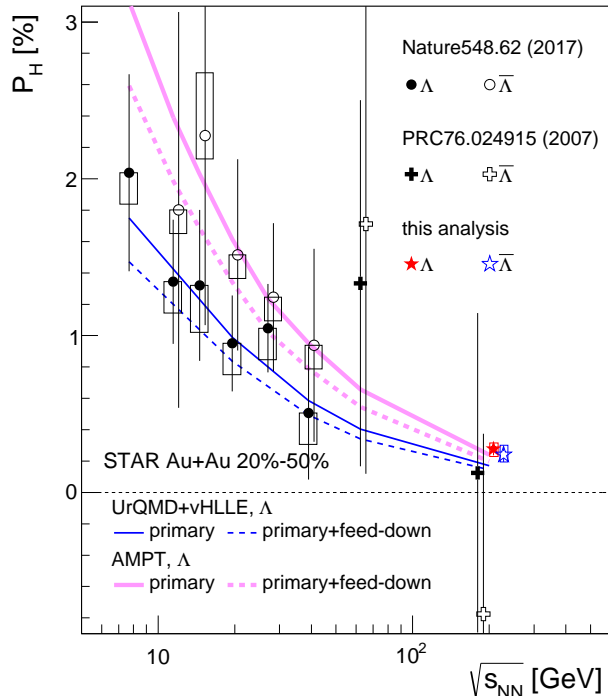 P_H [%]
3
2
1
0
Nature548.62 (2017)
Λ Λ̅
PRC76.024915 (2007)
Λ Λ̅
this analysis
Λ Λ̅
STAR Au+Au 20%-50%
UrQMD+vHLLE, Λ
primary primary+feed-down
AMPT, Λ
primary primary+feed-down
10 10²
√s_NN [GeV]